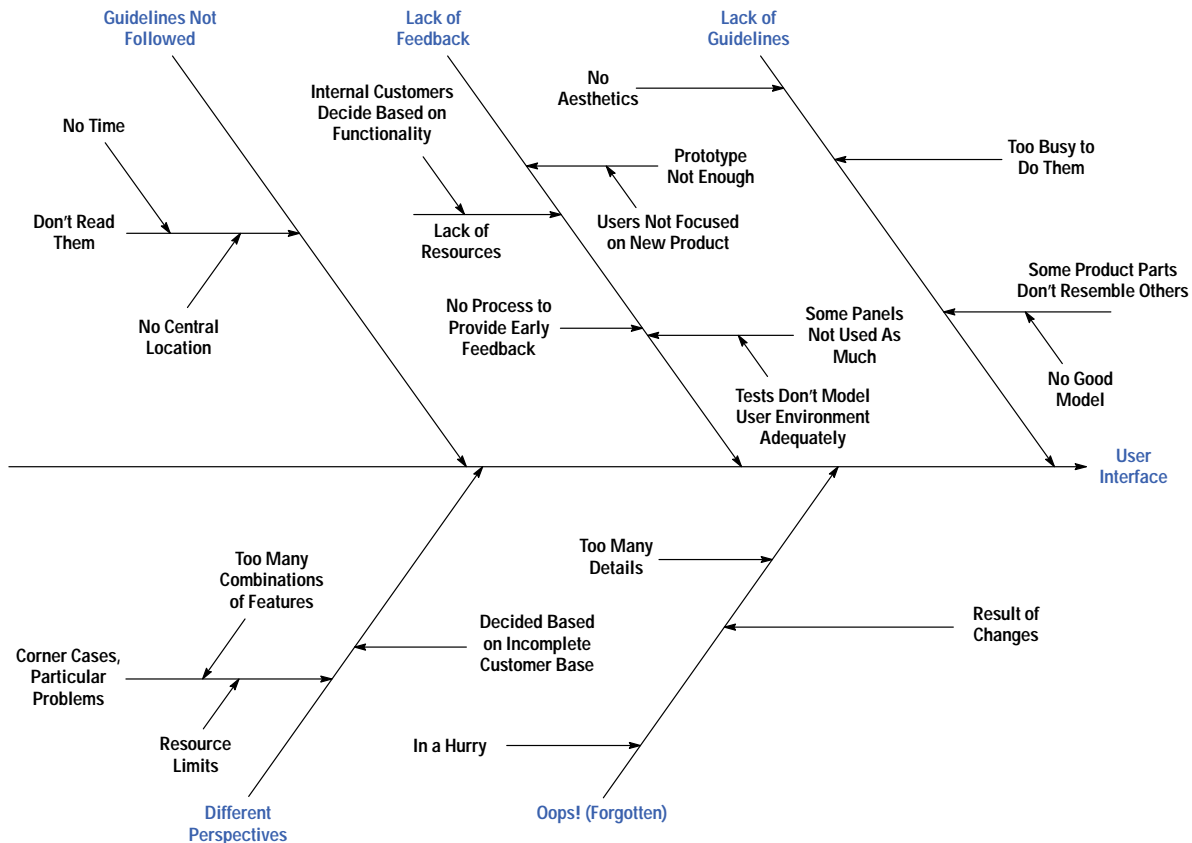 Guidelines Not
Followed
Lack of
Feedback
Lack of
Guidelines
No
Aesthetics
Internal Customers
Decide Based on
Functionality
No Time
Prototype
Not Enough
Too Busy to
Do Them
Don't Read
Them
Lack of
Resources
Users Not Focused
on New Product
No Central
Location
No Process to
Provide Early
Feedback
Some Panels
Not Used As
Much
Some Product Parts
Don't Resemble Others
Tests Don't Model
User Environment
Adequately
No Good
Model
User
Interface
Too Many
Combinations
of Features
Too Many
Details
Decided Based
on Incomplete
Customer Base
Result of
Changes
Corner Cases,
Particular
Problems
Resource
Limits
In a Hurry
Different
Perspectives
Oops! (Forgotten)